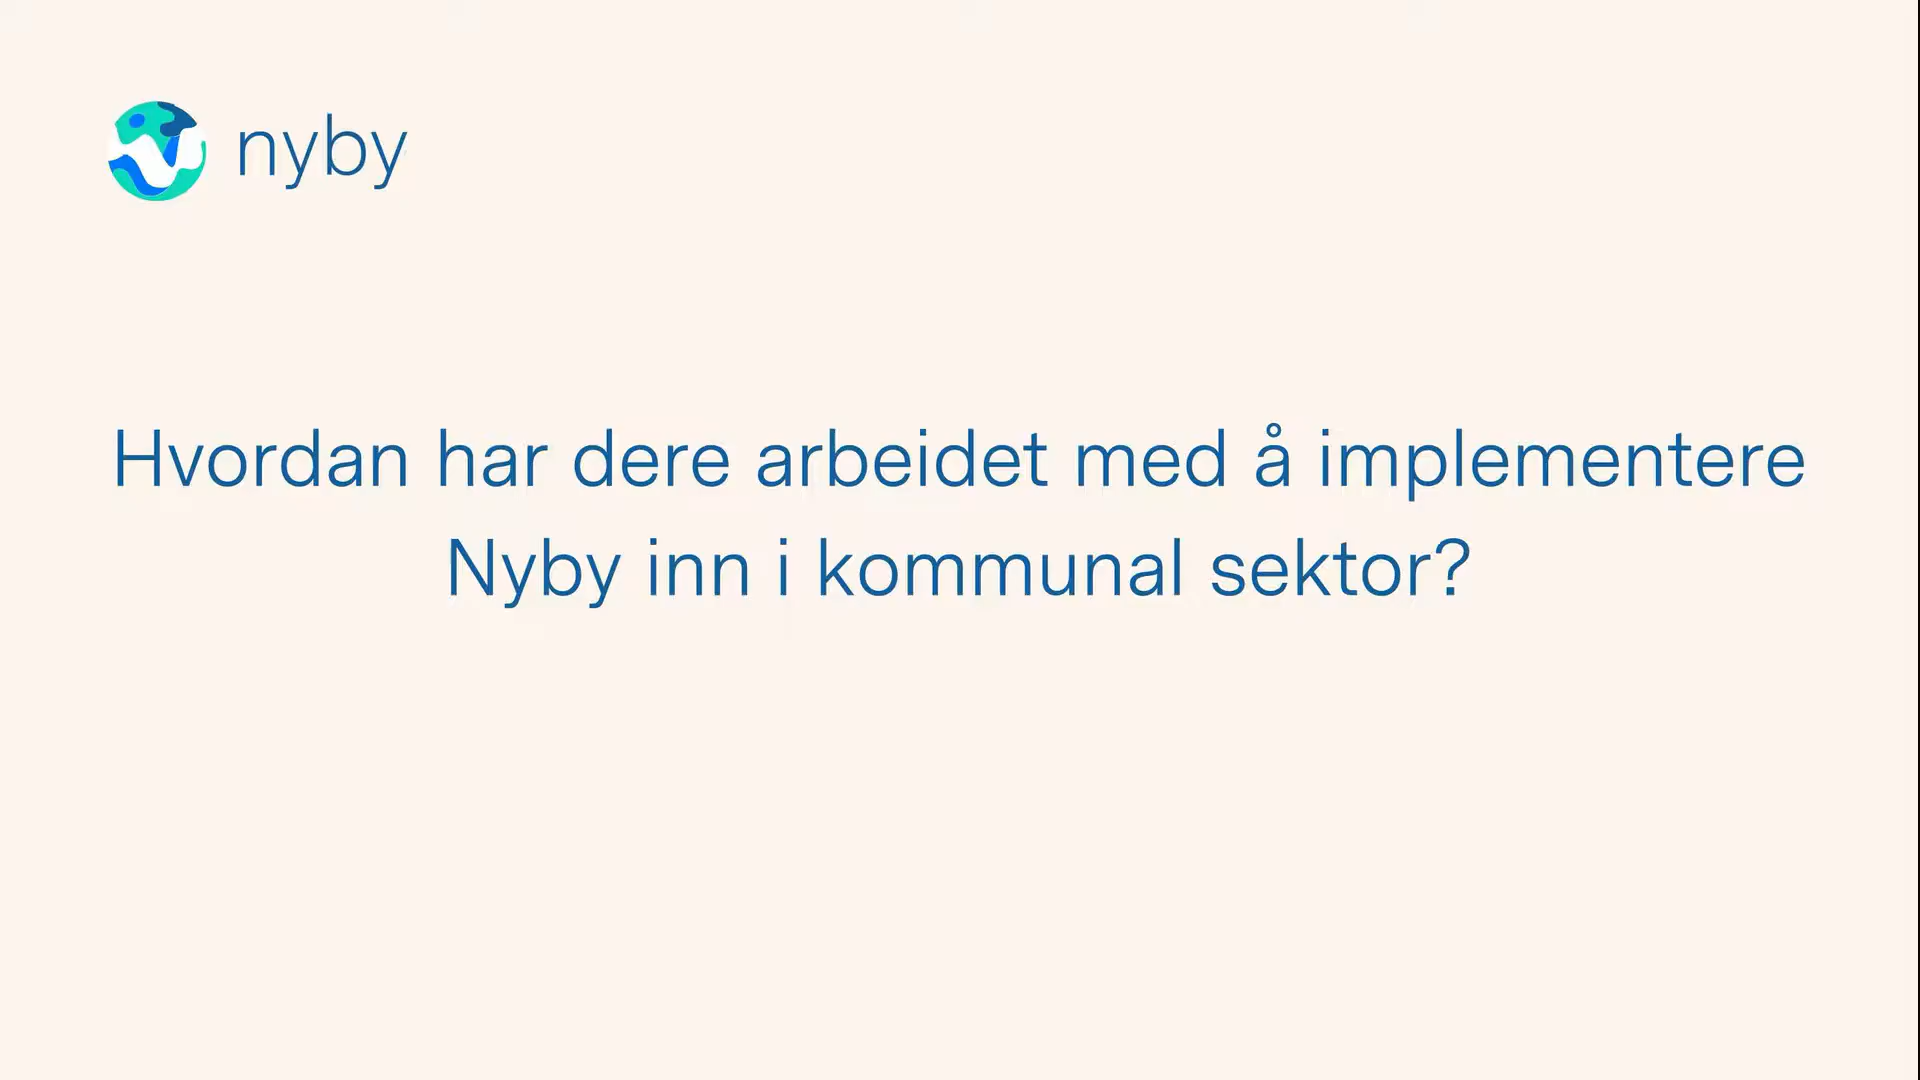 nyby
Hvordan har dere arbeidet med å implementere
Nyby inn i kommunal sektor?